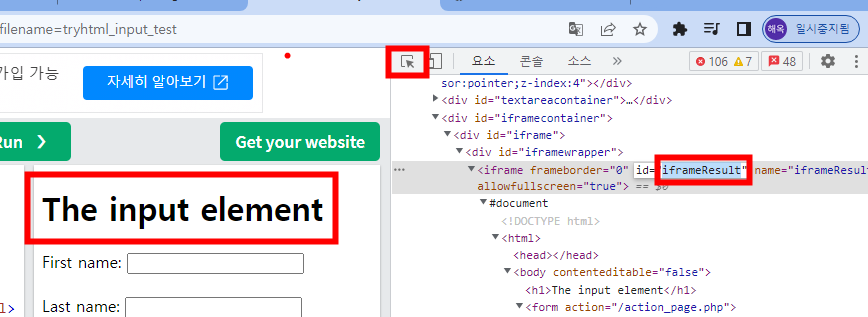 filename=tryhtml_input_test
해옥 일시중지됨
가입 가능
자세히 알아보기
Run ❯
Get your website
The input element
First name:
Last name:
l>
요소 콘솔 소스 »
106 7 48
sor:pointer;z-index:4"></div>
▶<div id="textareacontainer">…</div>
▼<div id="iframecontainer">
▼<div id="iframe">
▼<div id="iframewrapper">
… ▼<iframe frameborder="0" id="iframeResult" name="iframeResul
allowfullscreen="true"> == $0
▼#document
<!DOCTYPE html>
▼<html>
<head></head>
▼<body contenteditable="false">
<h1>The input element</h1>
▼<form action="/action_page.php">